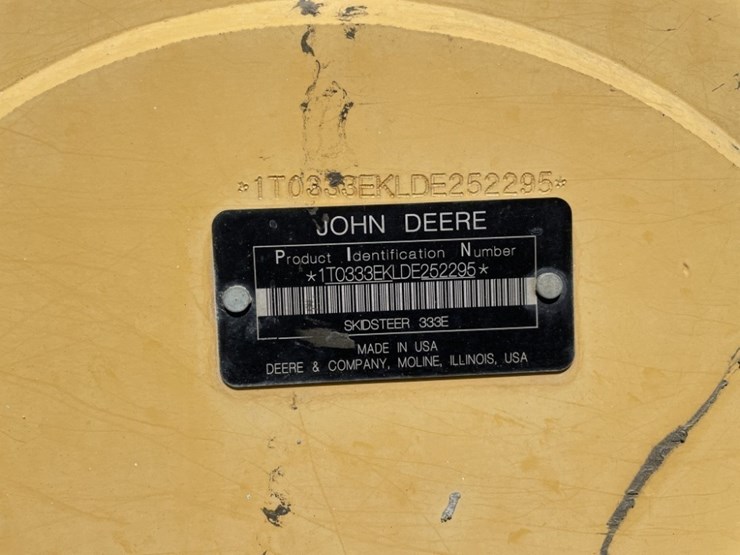 *1T0333EKLDE252295*
JOHN DEERE
Product Identification Number
*1T0333EKLDE252295*
SKIDSTEER 333E
MADE IN USA
DEERE & COMPANY, MOLINE, ILLINOIS, USA